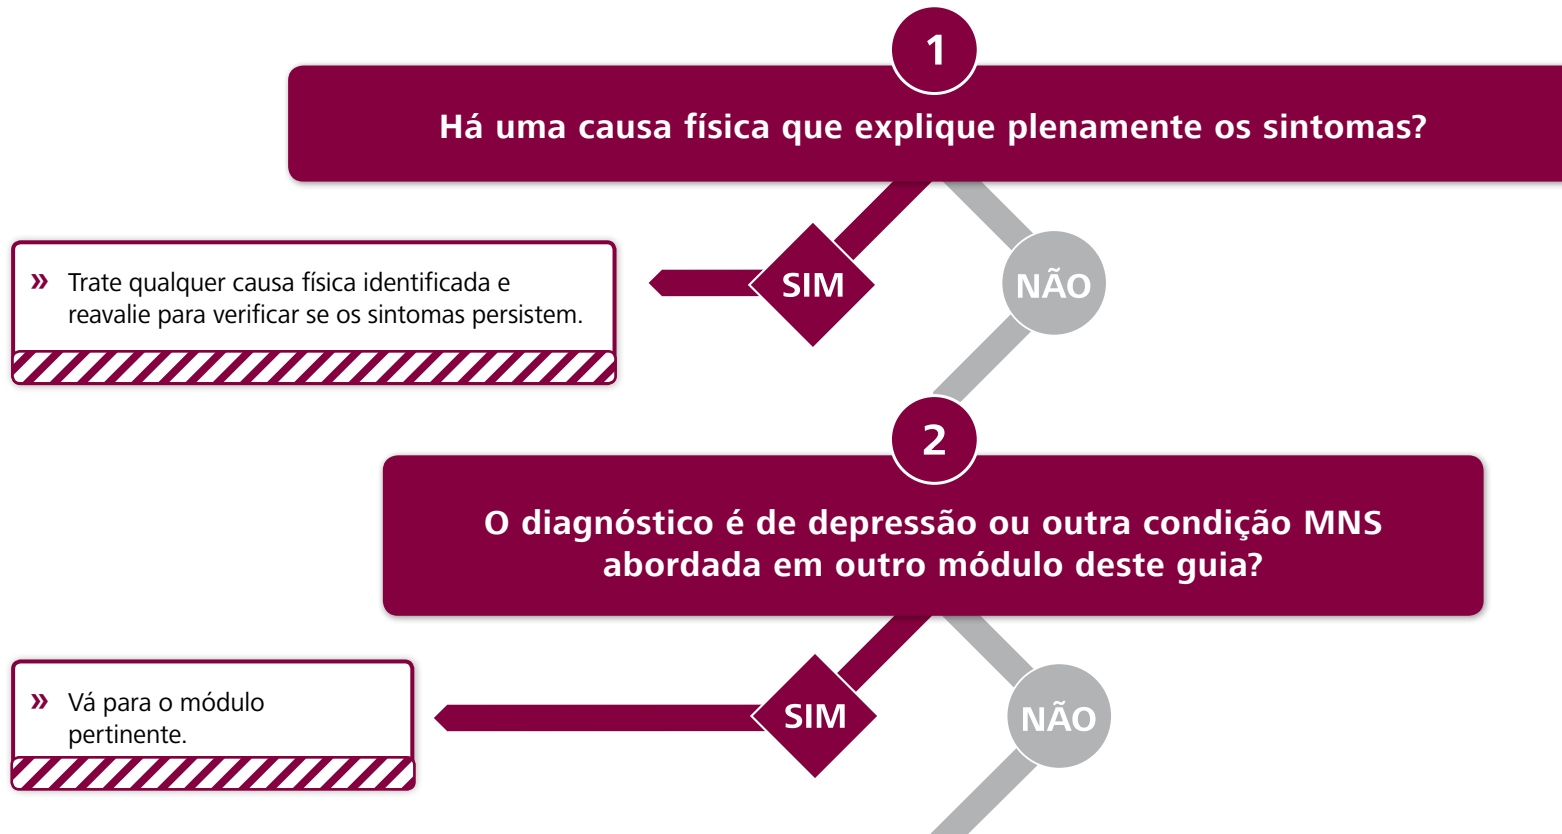 1
Há uma causa física que explique plenamente os sintomas?
SIM
NÃO
» Trate qualquer causa física identificada e
reavalie para verificar se os sintomas persistem.
2
O diagnóstico é de depressão ou outra condição MNS
abordada em outro módulo deste guia?
SIM
NÃO
» Vá para o módulo
pertinente.